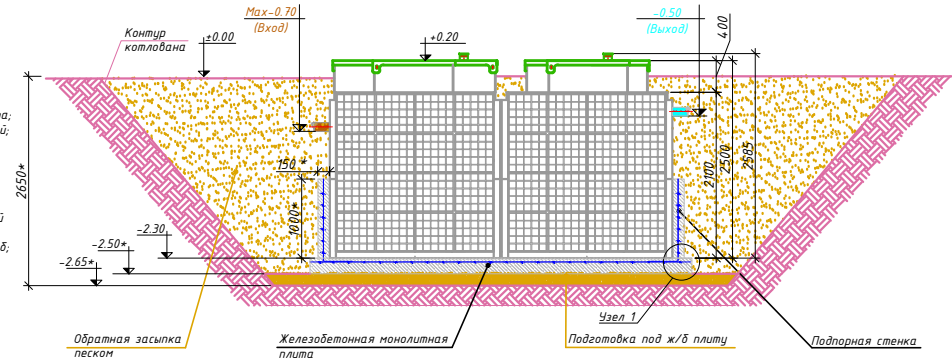 Max-0.70
(Вход)
-0.50
(Выход)
400
Контур
котлована
±0.00
+0.20
а;
й;
150*
2650*
1000*
2100
2500
2585
й
б;
-2.30
-2.50*
-2.65*
Узел 1
Обратная засыпка
песком
Железобетонная монолитная
плита
Подготовка под ж/б плиту
Подпорная стенка